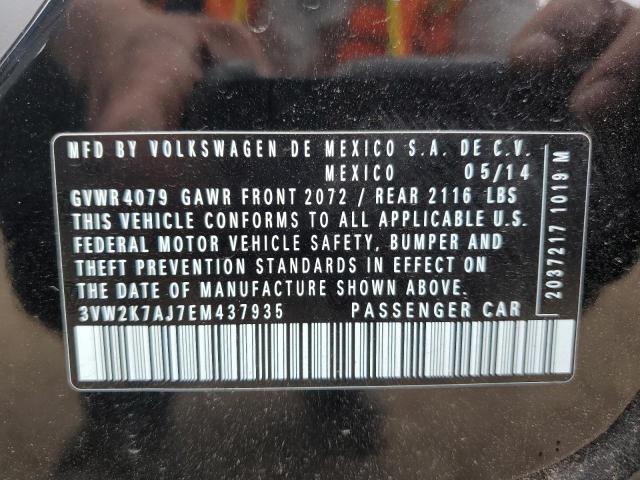 MFD BY VOLKSWAGEN DE MEXICO S.A. DE C.V.
MEXICO 05/14
GVWR4079 GAWR FRONT 2072 / REAR 2116 LBS
THIS VEHICLE CONFORMS TO ALL APPLICABLE U.S.
FEDERAL MOTOR VEHICLE SAFETY, BUMPER AND
THEFT PREVENTION STANDARDS IN EFFECT ON
THE DATE OF MANUFACTURE SHOWN ABOVE.
3VW2K7AJ7EM437935 PASSENGER CAR
2037217 1019 M